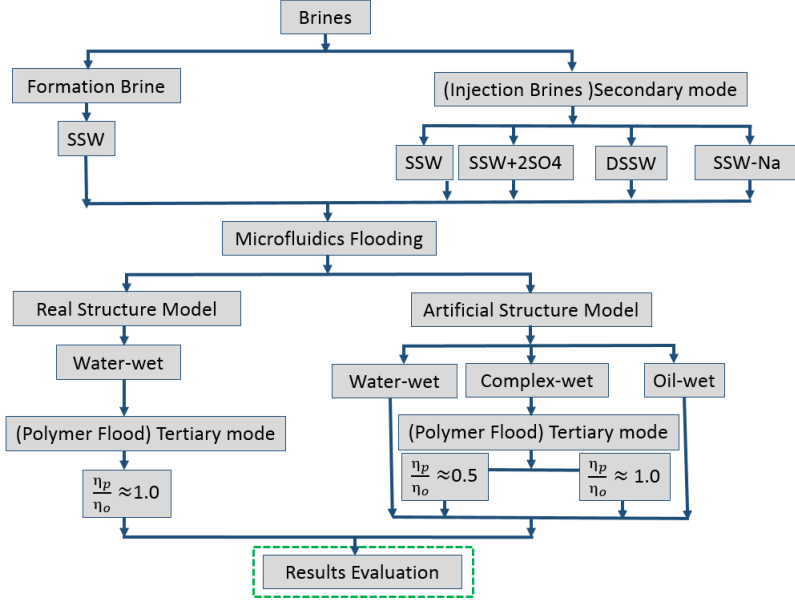 Brines
Formation Brine
(Injection Brines )Secondary mode
SSW
SSW
SSW+2SO4
DSSW
SSW-Na
Microfluidics Flooding
Real Structure Model
Artificial Structure Model
Water-wet
Water-wet
Complex-wet
Oil-wet
(Polymer Flood) Tertiary mode
(Polymer Flood) Tertiary mode
ηp/ηo ≈1.0
ηp/ηo ≈0.5
ηp/ηo ≈ 1.0
Results Evaluation